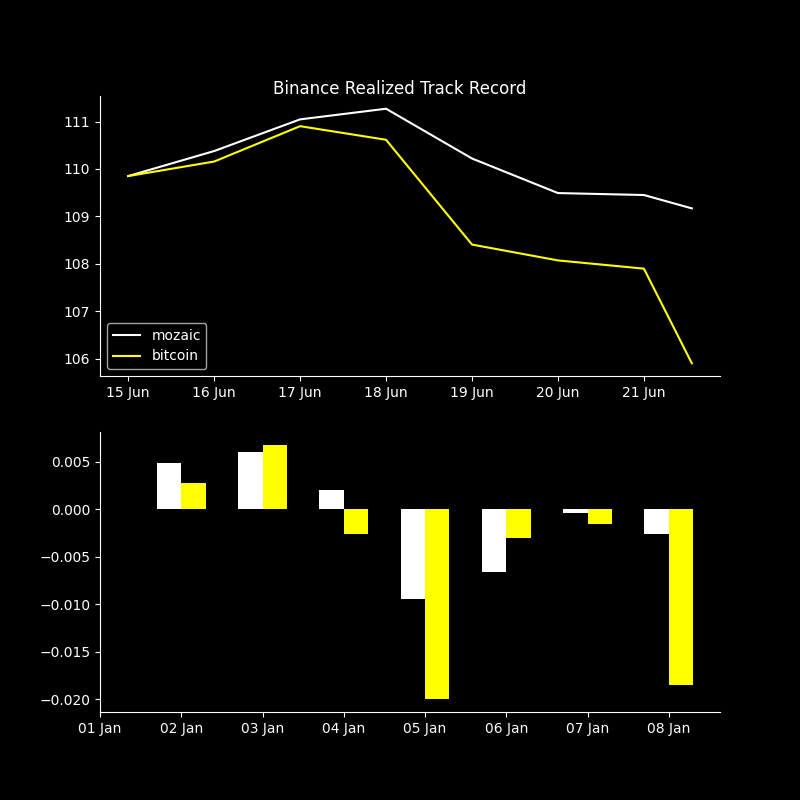 Binance Realized Track Record
111
110
109
108
107
106
mozaic
bitcoin
15 Jun 16 Jun 17 Jun 18 Jun 19 Jun 20 Jun 21 Jun
0.005
0.000
−0.005
−0.010
−0.015
−0.020
01 Jan 02 Jan 03 Jan 04 Jan 05 Jan 06 Jan 07 Jan 08 Jan